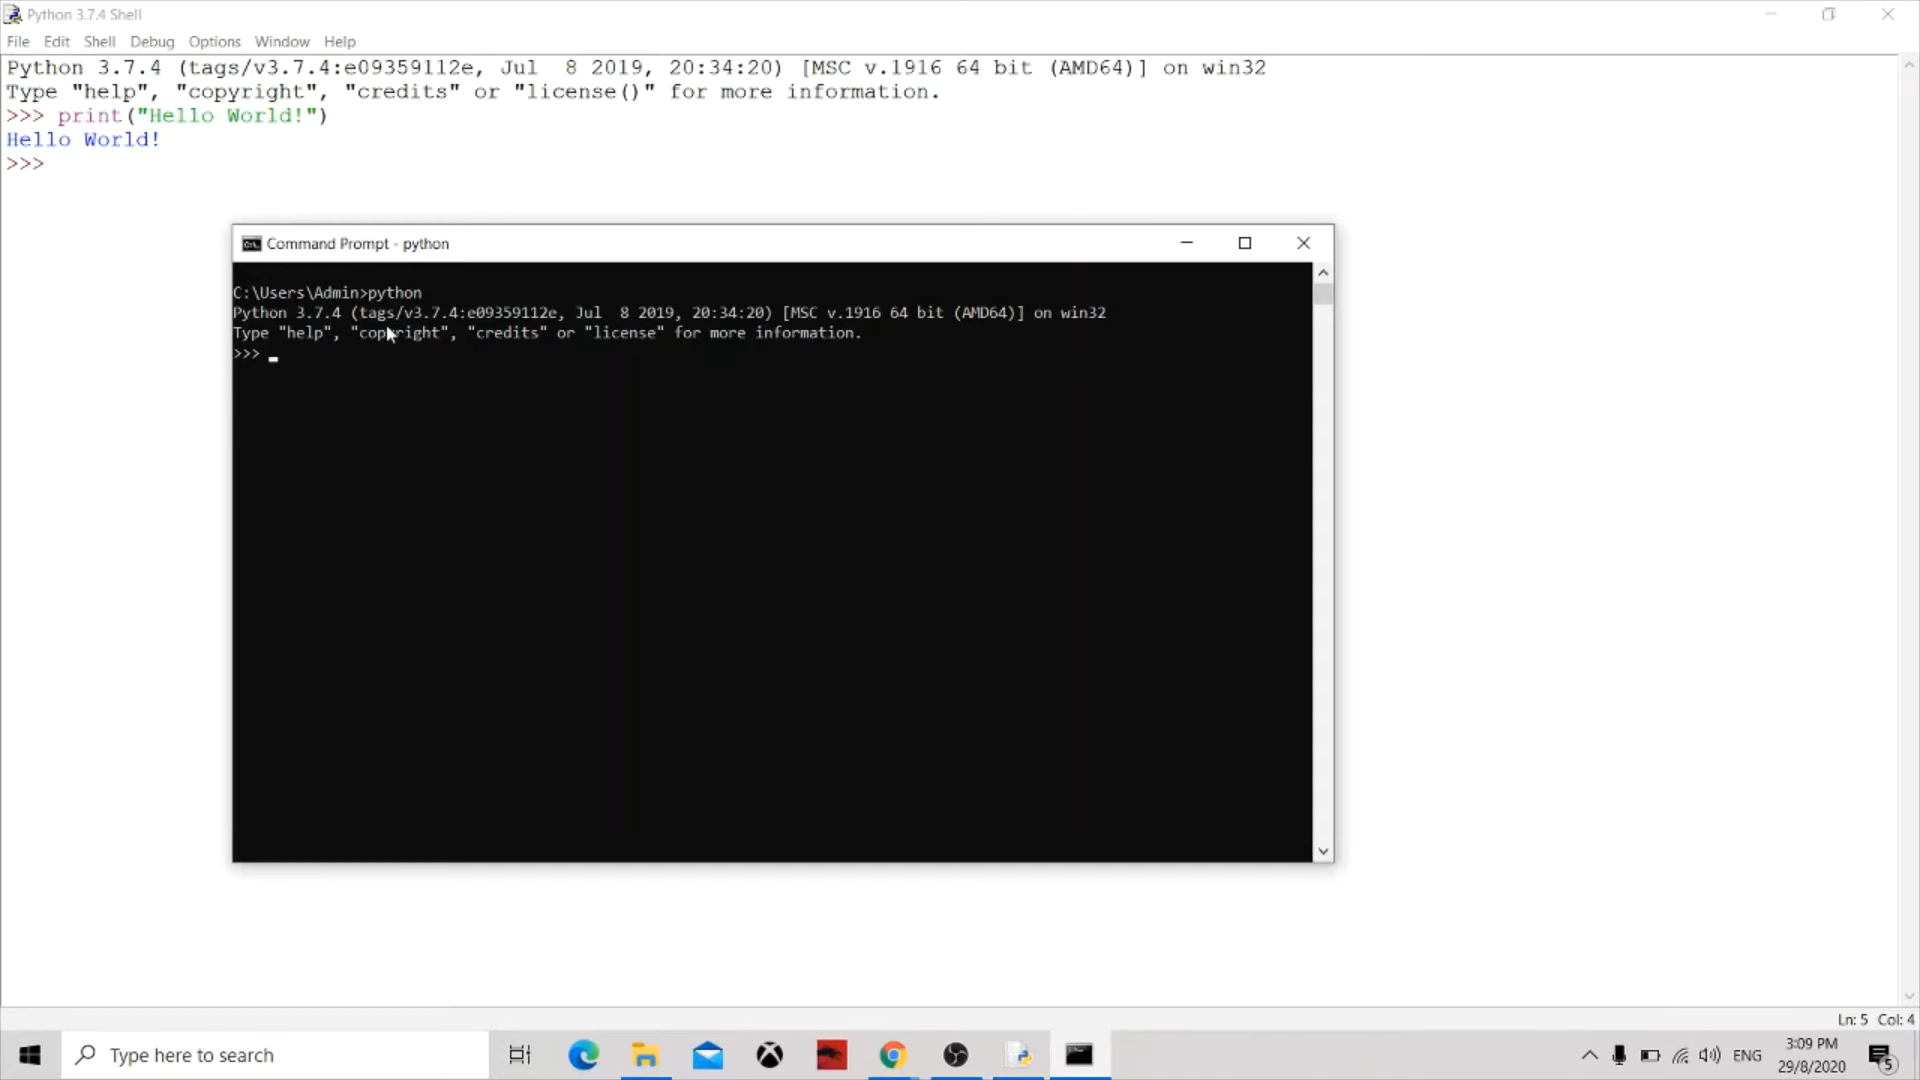 Python 3.7.4 Shell
File Edit Shell Debug Options Window Help
Python 3.7.4 (tags/v3.7.4:e09359112e, Jul  8 2019, 20:34:20) [MSC v.1916 64 bit (AMD64)] on win32
Type "help", "copyright", "credits" or "license()" for more information.
>>> print("Hello World!")
Hello World!
>>>
Command Prompt - python
C:\Users\Admin>python
Python 3.7.4 (tags/v3.7.4:e09359112e, Jul  8 2019, 20:34:20) [MSC v.1916 64 bit (AMD64)] on win32
Type "help", "copyright", "credits" or "license" for more information.
>>>
Ln: 5 Col: 4
Type here to search
ENG
3:09 PM
29/8/2020
5